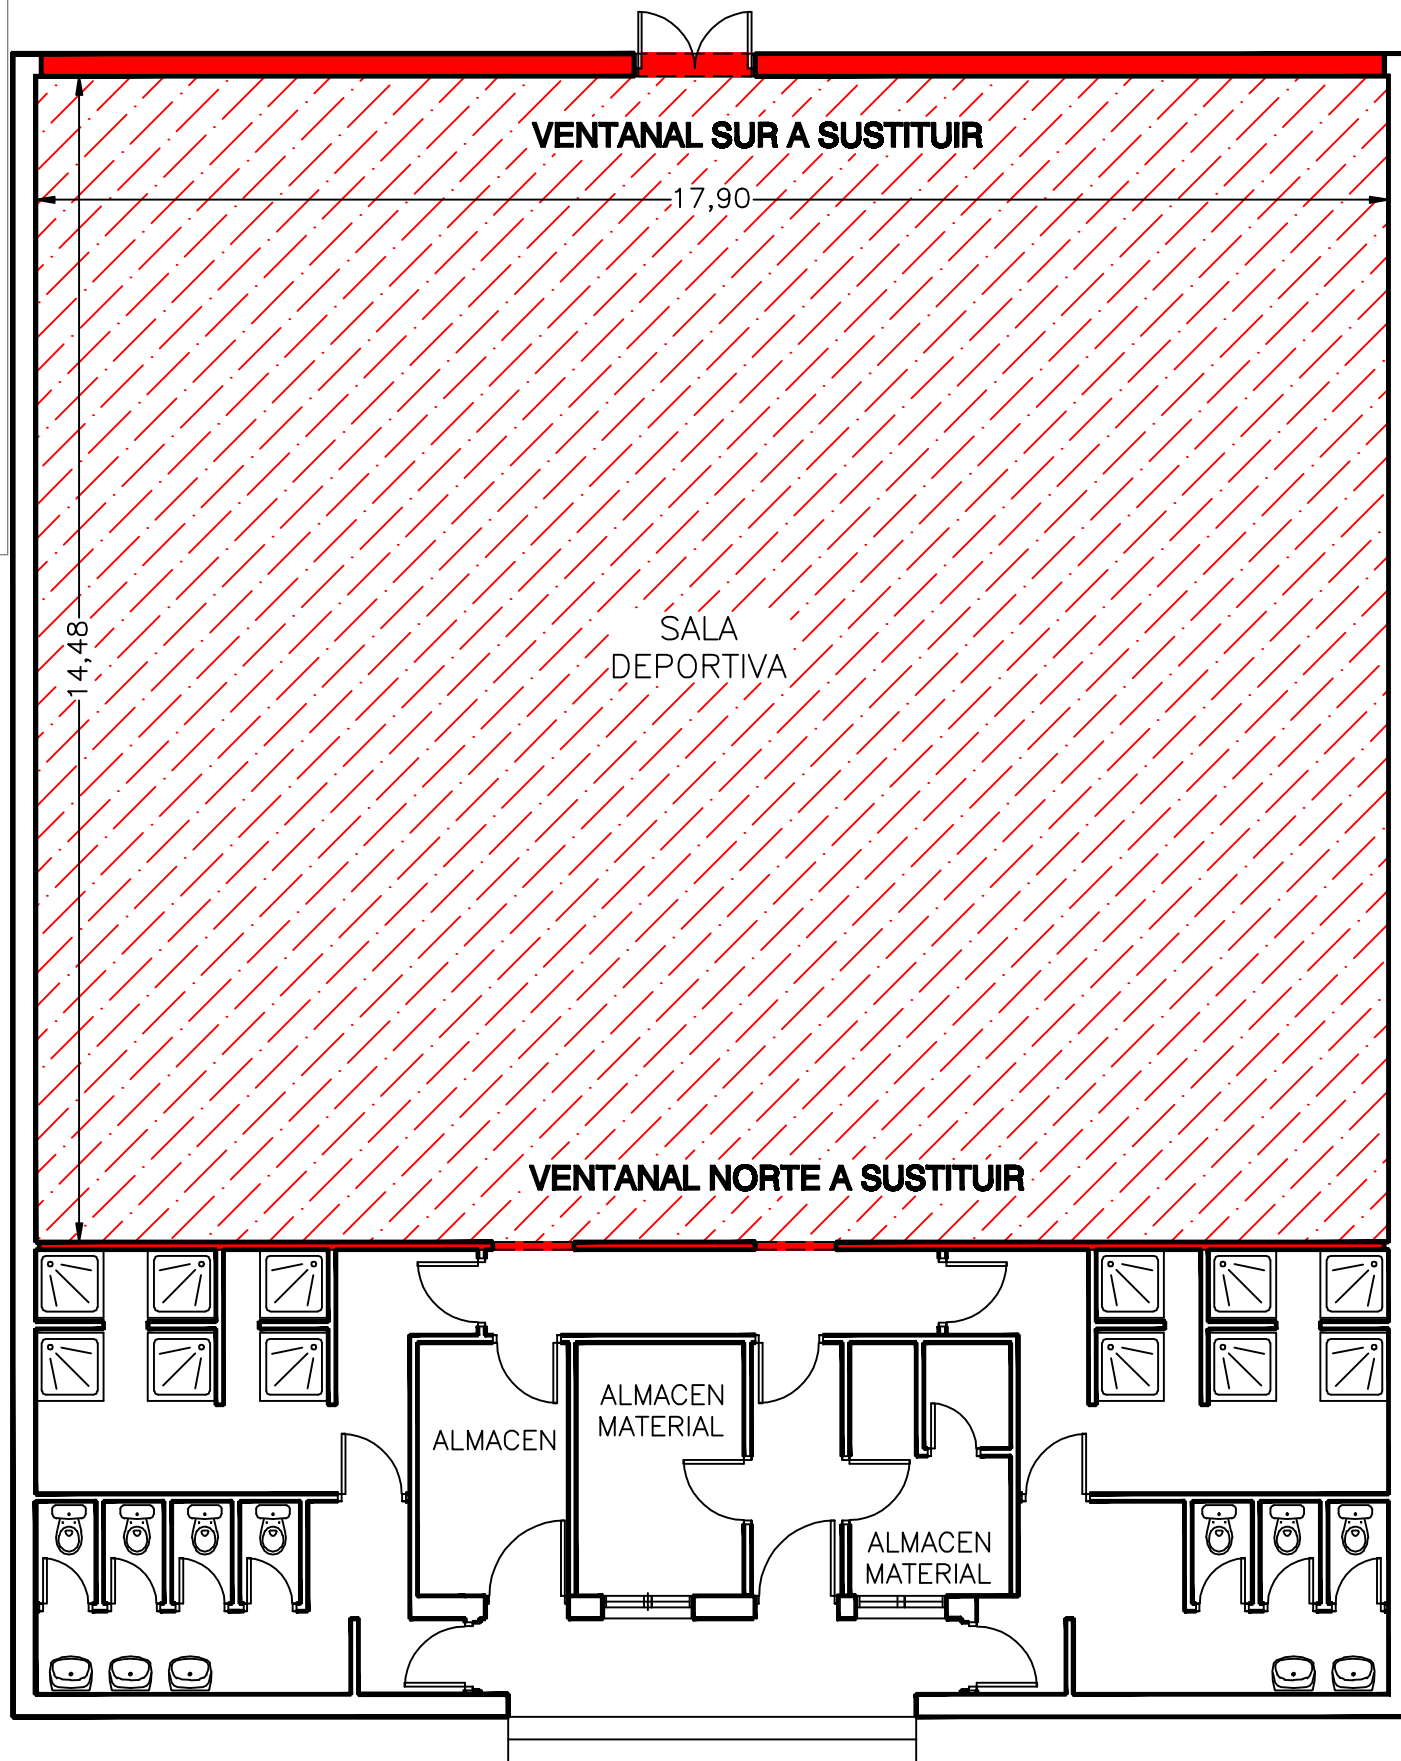 VENTANAL SUR A SUSTITUIR
17,90
14,48
SALA
DEPORTIVA
VENTANAL NORTE A SUSTITUIR
ALMACEN
ALMACEN
MATERIAL
ALMACEN
MATERIAL